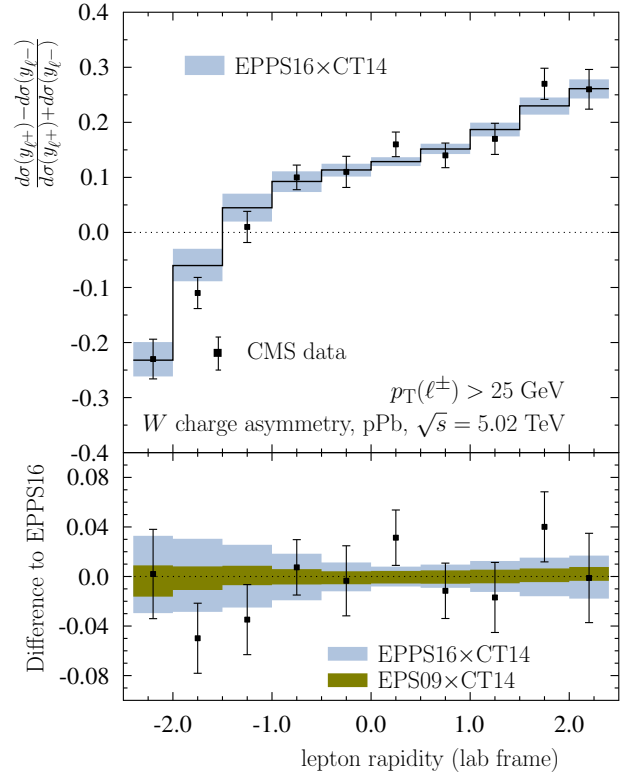 dσ(yℓ+)−dσ(yℓ−)
dσ(yℓ+)+dσ(yℓ−)
0.4
0.3
0.2
0.1
0.0
-0.1
-0.2
-0.3
-0.4
EPPS16×CT14
CMS data
pT(ℓ±) > 25 GeV
W charge asymmetry, pPb, √s = 5.02 TeV
Difference to EPPS16
0.08
0.04
0.0
-0.04
-0.08
EPPS16×CT14
EPS09×CT14
-2.0 -1.0 0.0 1.0 2.0
lepton rapidity (lab frame)